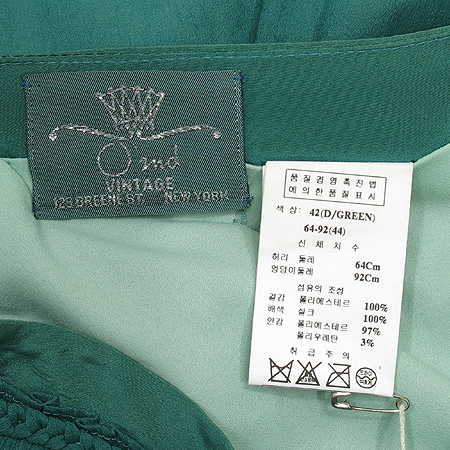 2nd
VINTAGE
123 GREENE ST. NEW YORK
품질경영촉진법
에 의한 품질표시
색 상: 42(D/GREEN)
64-92(44)
신 체 치 수
허리 둘레 64Cm
엉덩이둘레 92Cm
섬유의 조성
겉감 폴리에스테르 100%
배색 실크 100%
안감 폴리에스테르 97%
폴리우레탄 3%
취 급 주 의